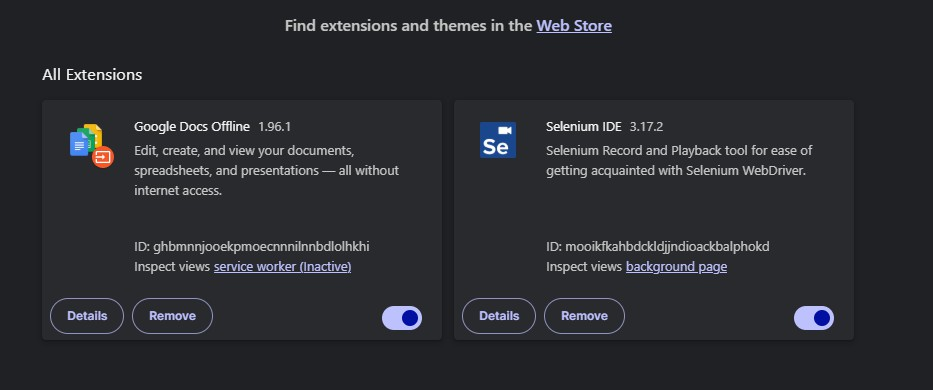 Find extensions and themes in the Web Store
All Extensions
Google Docs Offline 1.96.1
Edit, create, and view your documents,
spreadsheets, and presentations — all without
internet access.
ID: ghbmnnjooekpmoecnnnilnnbdlolhkhi
Inspect views service worker (Inactive)
Details
Remove
Se
Selenium IDE 3.17.2
Selenium Record and Playback tool for ease of
getting acquainted with Selenium WebDriver.
ID: mooikfkahbdckldjjndioackbalphokd
Inspect views background page
Details
Remove